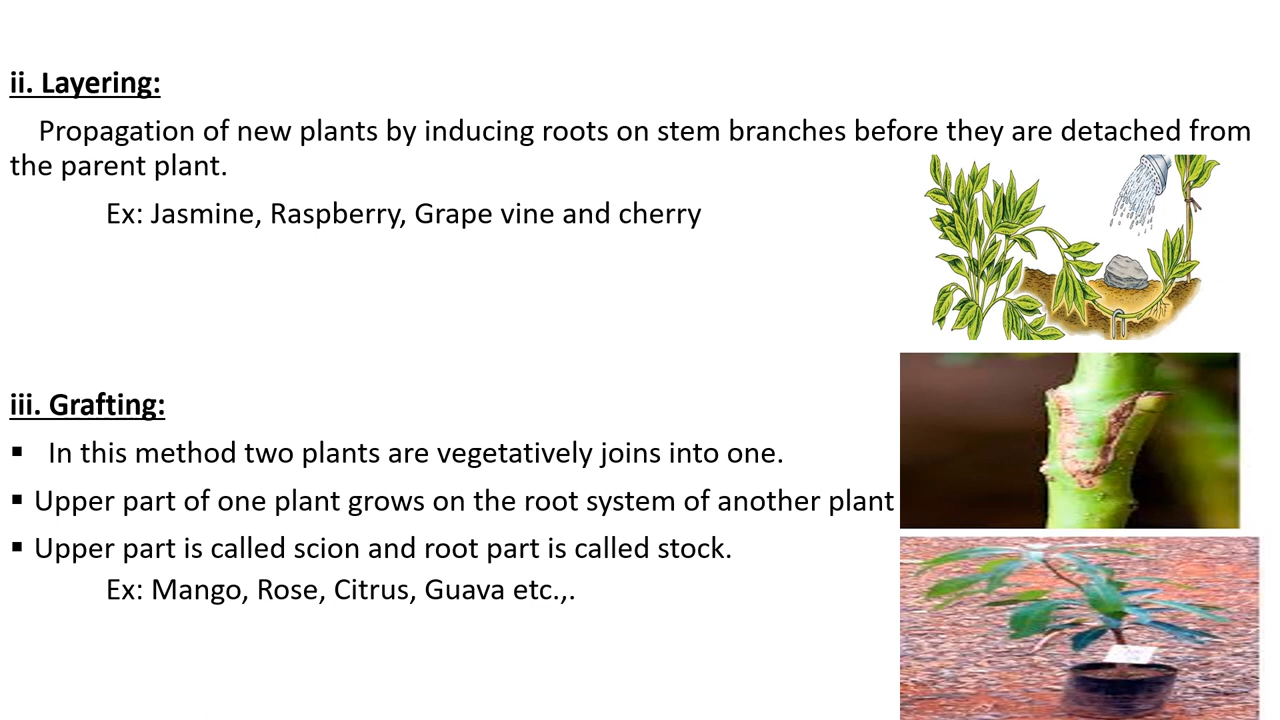 ii. Layering:
Propagation of new plants by inducing roots on stem branches before they are detached from
the parent plant.
Ex: Jasmine, Raspberry, Grape vine and cherry
iii. Grafting:
▪ In this method two plants are vegetatively joins into one.
▪ Upper part of one plant grows on the root system of another plant
▪ Upper part is called scion and root part is called stock.
Ex: Mango, Rose, Citrus, Guava etc.,.